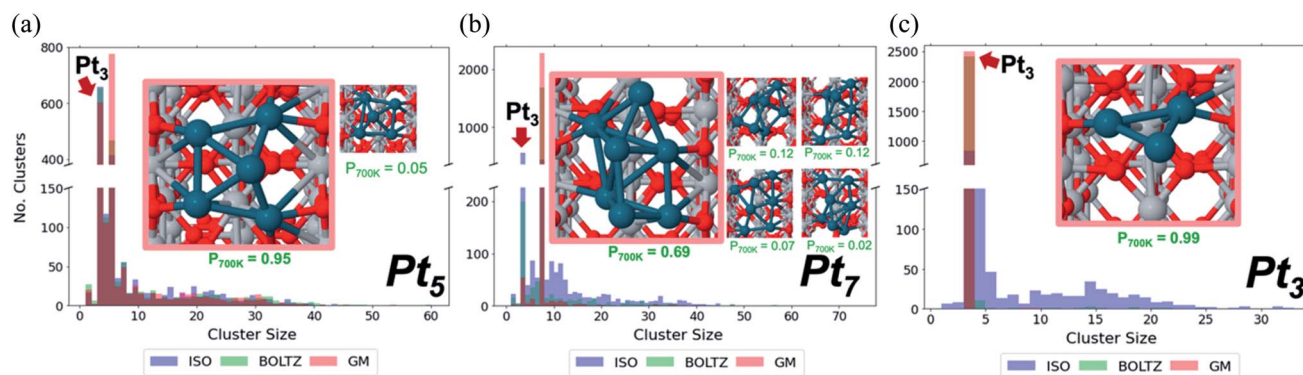 (a)
800
600
400
150
100
50
0
No. Clusters
Pt3
P700K = 0.95
P700K = 0.05
Pt5
0 10 20 30 40 50 60
Cluster Size
ISO BOLTZ GM
(b)
2000
1000
200
100
0
Pt3
P700K = 0.69
P700K = 0.12
P700K = 0.12
P700K = 0.07
P700K = 0.02
Pt7
0 10 20 30 40 50 60 70
Cluster Size
ISO BOLTZ GM
(c)
2500
2000
1500
1000
150
100
50
0
Pt3
P700K = 0.99
Pt3
0 5 10 15 20 25 30
Cluster Size
ISO BOLTZ GM